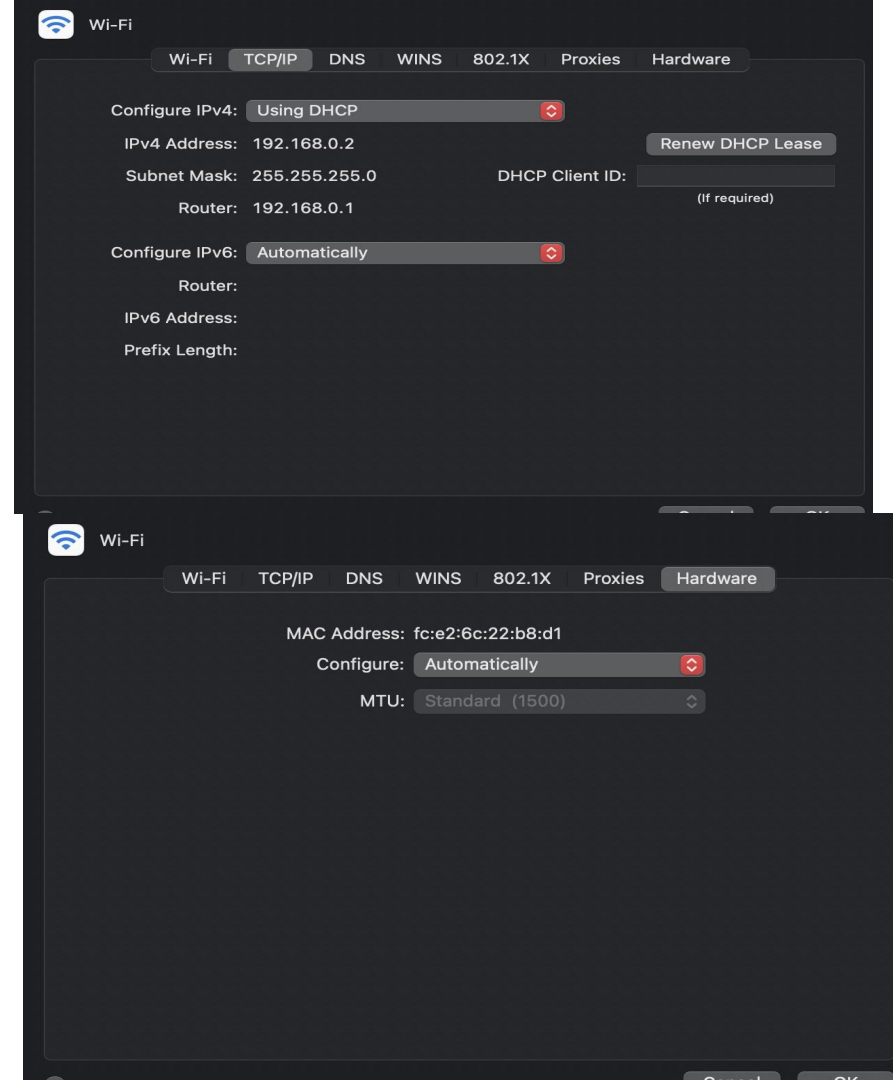 Wi-Fi
Wi-Fi TCP/IP DNS WINS 802.1X Proxies Hardware
Configure IPv4: Using DHCP
IPv4 Address: 192.168.0.2 Renew DHCP Lease
Subnet Mask: 255.255.255.0 DHCP Client ID:
(If required)
Router: 192.168.0.1
Configure IPv6: Automatically
Router:
IPv6 Address:
Prefix Length:
Wi-Fi
Wi-Fi TCP/IP DNS WINS 802.1X Proxies Hardware
MAC Address: fc:e2:6c:22:b8:d1
Configure: Automatically
MTU: Standard (1500)